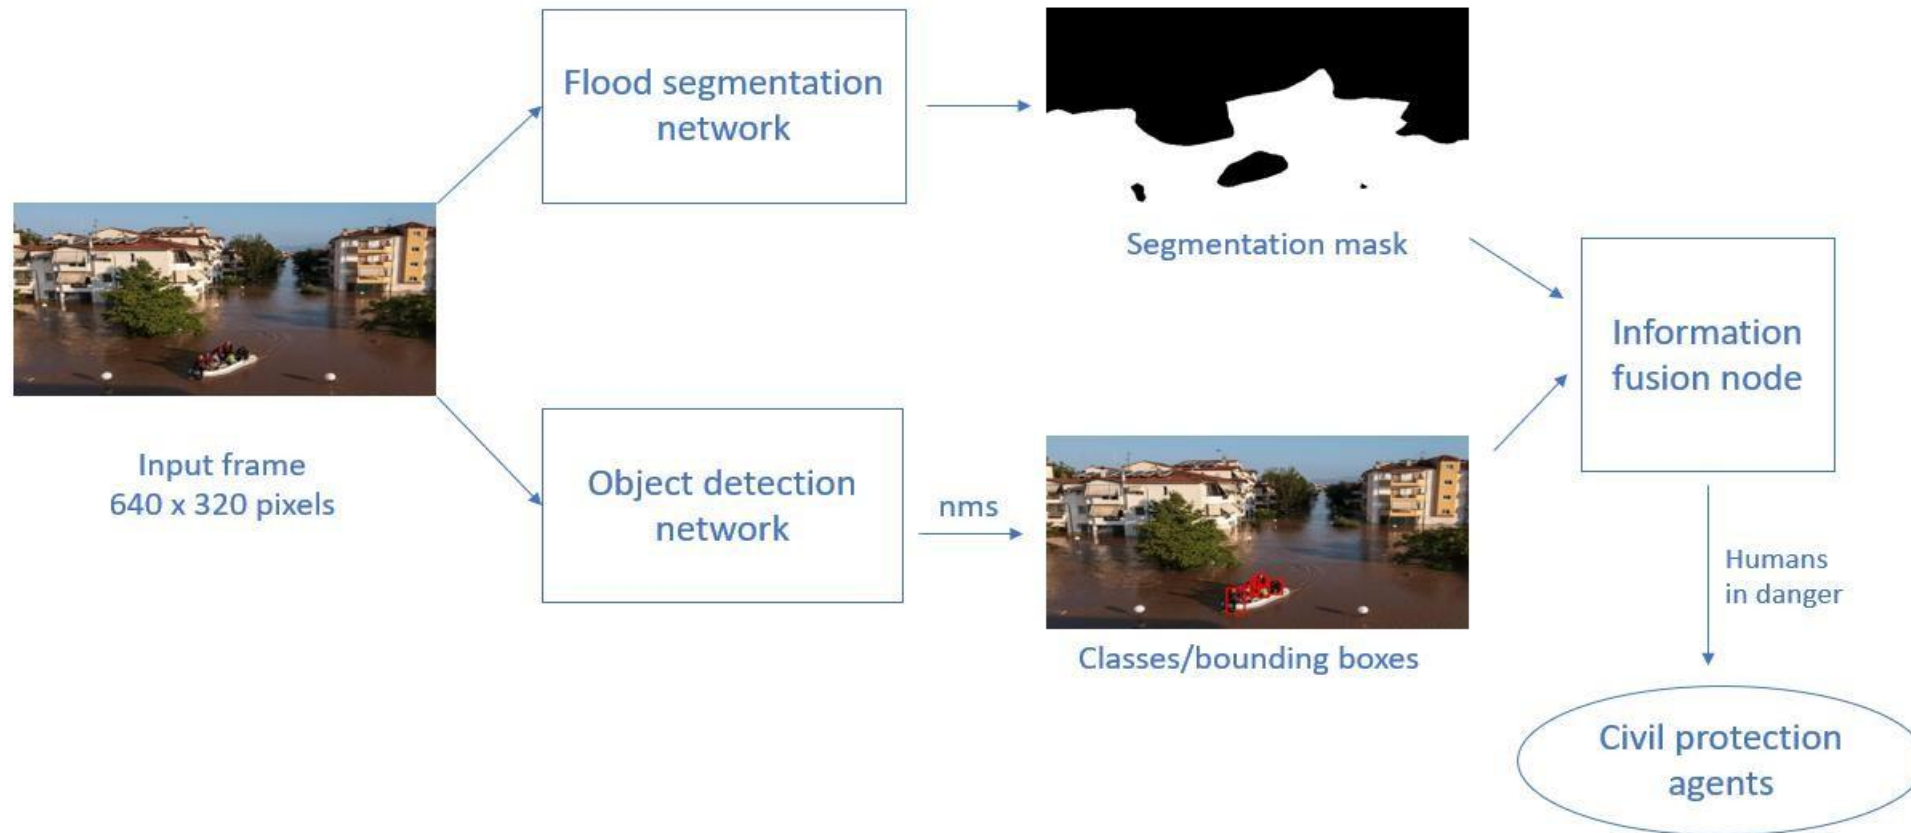 Flood segmentation
network
Segmentation mask
Input frame
640 x 320 pixels
Object detection
network
nms
Classes/bounding boxes
Information
fusion node
Humans
in danger
Civil protection
agents